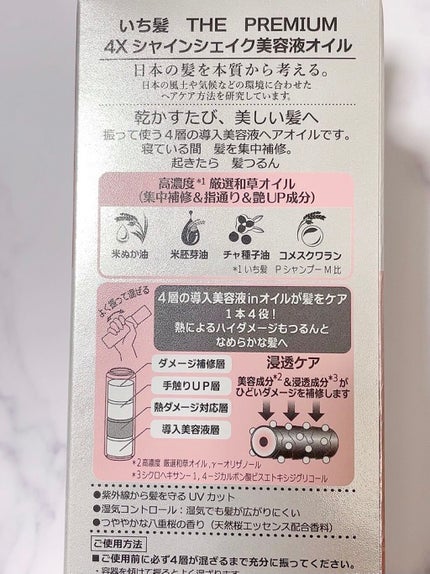 いち髪 THE PREMIUM
4X シャインシェイク美容液オイル
日本の髪を本質から考える。
日本の風土や気候などの環境に合わせた
ヘアケア方法を研究しています。
乾かすたび、美しい髪へ
振って使う4層の導入美容液ヘアオイルです。
寝ている間 髪を集中補修。
起きたら 髪つるん
高濃度*1 厳選和草オイル
(集中補修&指通り&艶UP成分)
米ぬか油 米胚芽油 チャ種子油 コメスクワラン
*1 いち髪 PシャンプーM比
よく振って混ぜる
4層の導入美容液inオイルが髪をケア
1本4役!
熱によるハイダメージもつるんと
なめらかな髪へ
ダメージ補修層
手触りUP層
熱ダメージ対応層
導入美容液層
浸透ケア
美容成分*2&浸透成分*3が
ひどいダメージを補修します
*2 高濃度 厳選和草オイル、γーオリザノール
*3 シクロヘキサン-1, 4-ジカルボン酸ビスエトキシジグリコール
●紫外線から髪を守るUVカット
●湿気コントロール:湿気でも髪が広がりにくい
●つややかな八重桜の香り (天然桜エッセンス配合香料)
ご使用方法
■ご使用前に必ず4層が混ざるまで充分に振ってください。
・容器を傾けて振るとよく混ざります